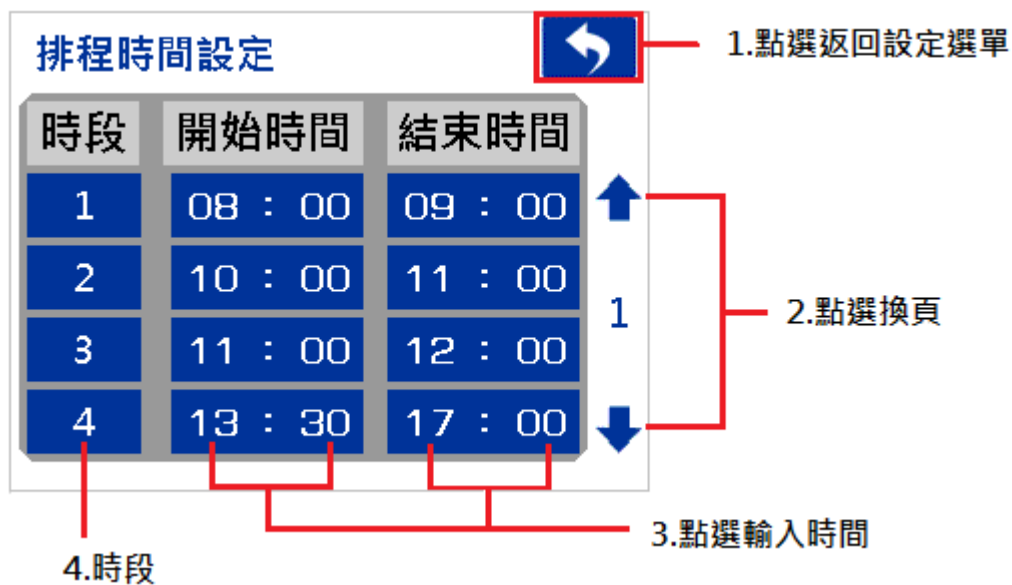 排程時間設定
1.點選返回設定選單
時段 開始時間 結束時間
1 08 : 00 09 : 00
2 10 : 00 11 : 00
1
2.點選換頁
3 11 : 00 12 : 00
4 13 : 30 17 : 00
3.點選輸入時間
4.時段